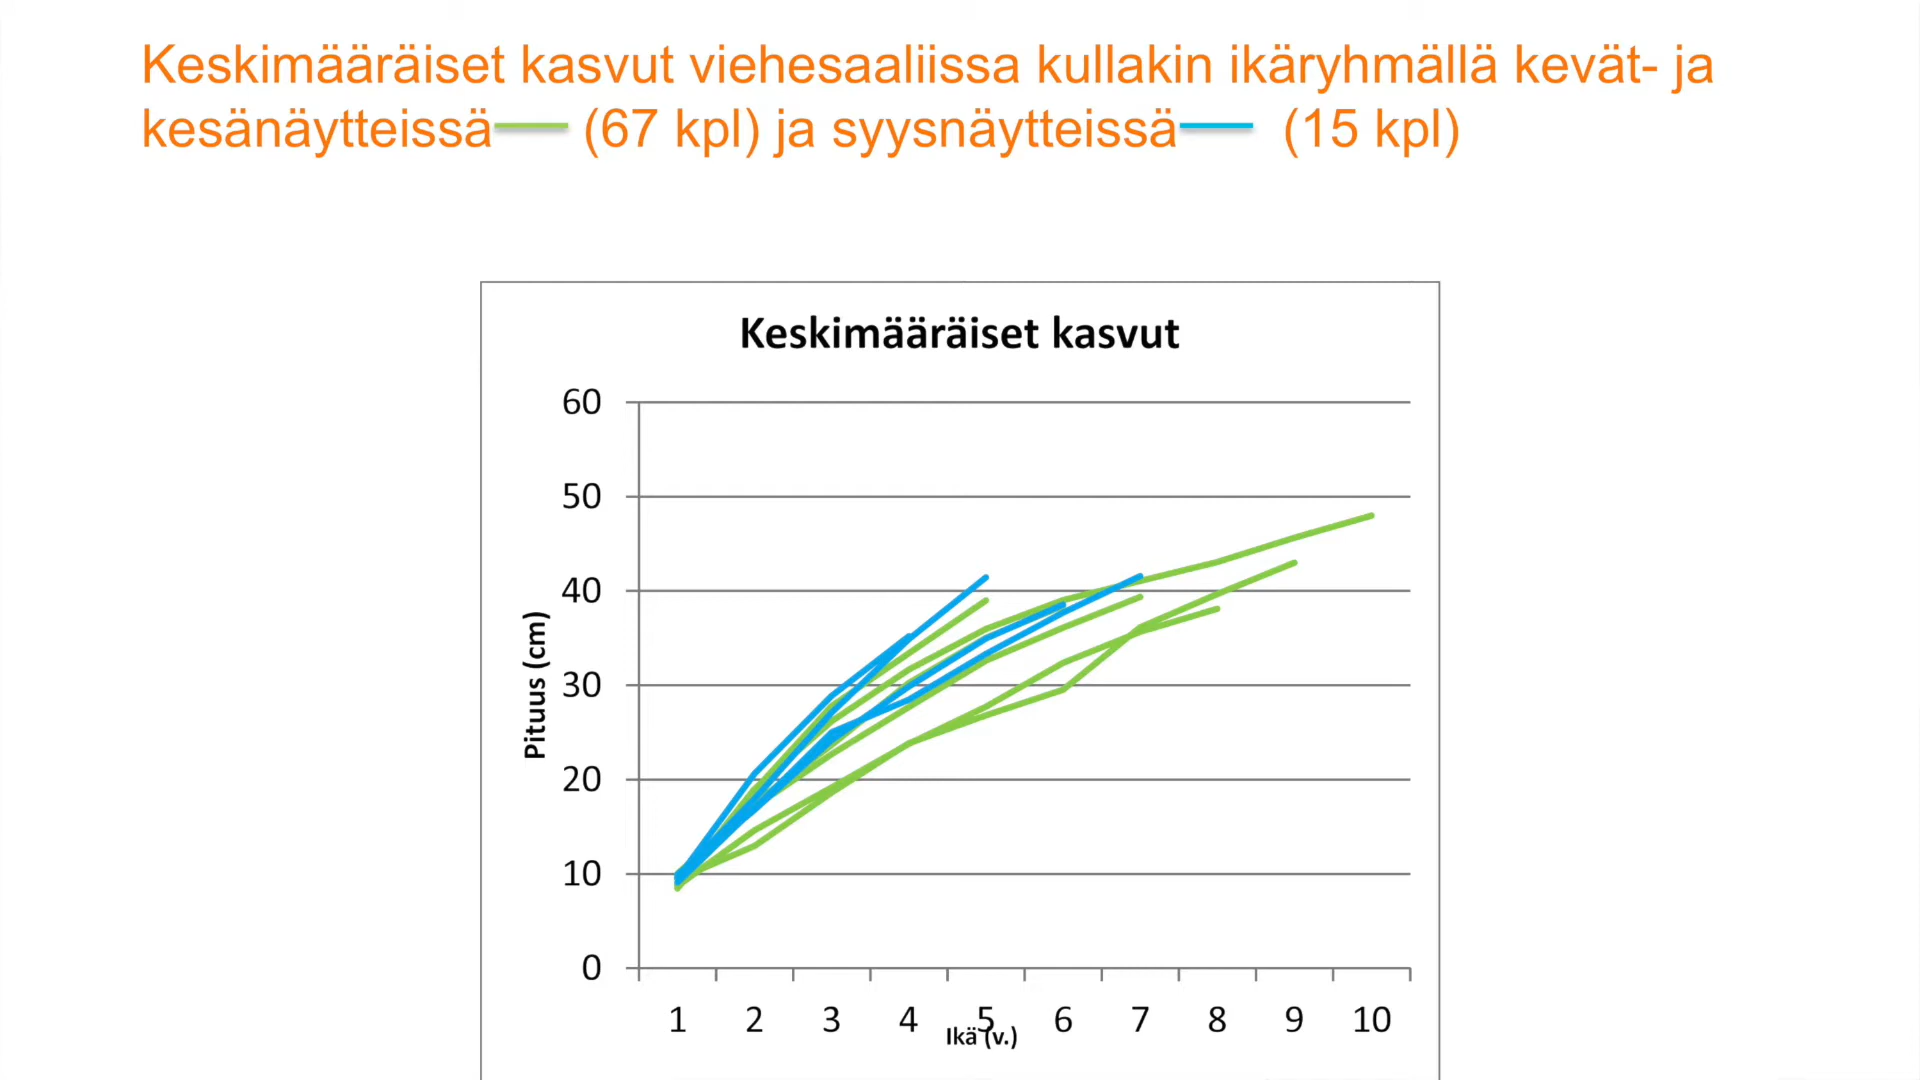 Keskimääräiset kasvut viehesaaliissa kullakin ikäryhmällä kevät- ja
kesänäytteissä (67 kpl) ja syysnäytteissä (15 kpl)
Keskimääräiset kasvut
60
50
40
30
20
10
0
Pituus (cm)
1 2 3 4 5 6 7 8 9 10
Ikä (v.)